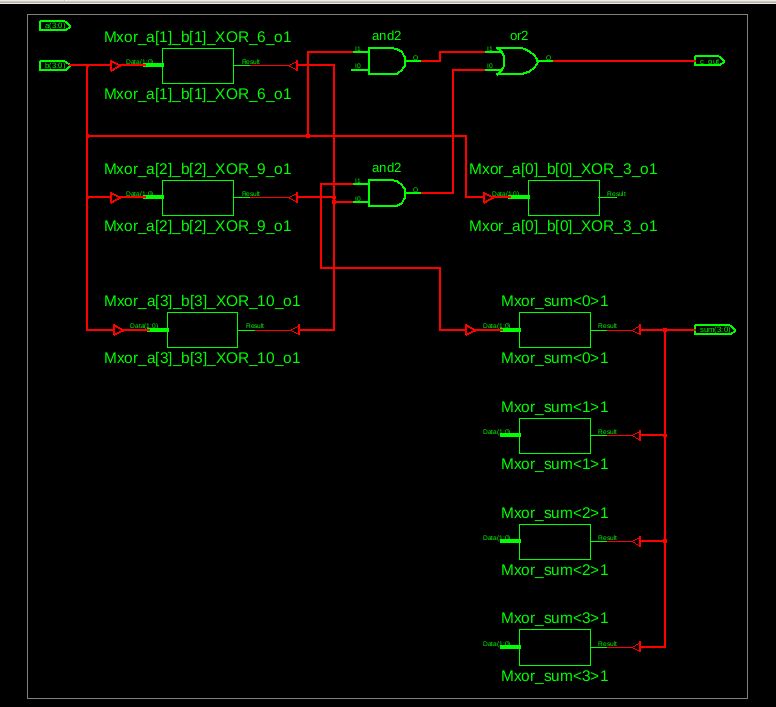 a(3:0)
b(3:0)
Mxor_a[1]_b[1]_XOR_6_o1
Data(1:0)
Result
Mxor_a[1]_b[1]_XOR_6_o1
and2
I1
I0
O
or2
I1
I0
O
c_out
Mxor_a[2]_b[2]_XOR_9_o1
Data(1:0)
Result
Mxor_a[2]_b[2]_XOR_9_o1
and2
I1
I0
O
Mxor_a[0]_b[0]_XOR_3_o1
Data(1:0)
Result
Mxor_a[0]_b[0]_XOR_3_o1
Mxor_a[3]_b[3]_XOR_10_o1
Data(1:0)
Result
Mxor_a[3]_b[3]_XOR_10_o1
Mxor_sum<0>1
Data(1:0)
Result
Mxor_sum<0>1
sum(3:0)
Mxor_sum<1>1
Data(1:0)
Result
Mxor_sum<1>1
Mxor_sum<2>1
Data(1:0)
Result
Mxor_sum<2>1
Mxor_sum<3>1
Data(1:0)
Result
Mxor_sum<3>1